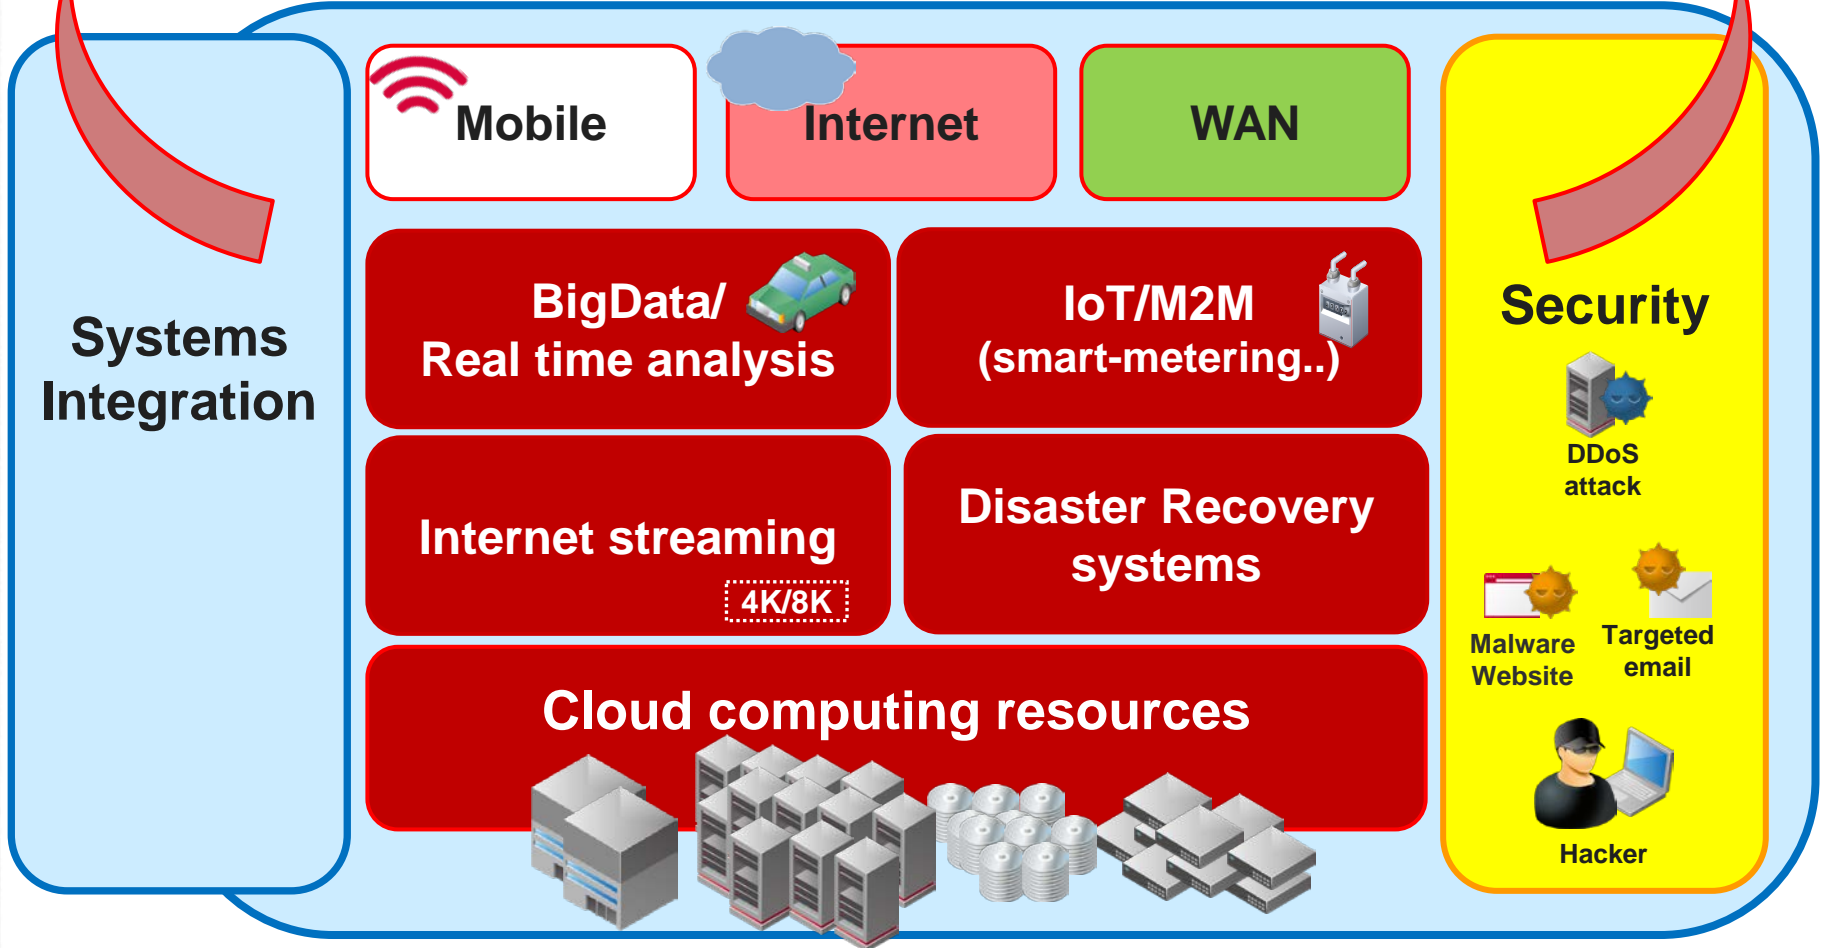 Mobile
Internet
WAN
Systems
Integration
BigData/
Real time analysis
IoT/M2M
(smart-metering..)
Internet streaming
4K/8K
Disaster Recovery
systems
Cloud computing resources
Security
DDoS
attack
Malware
Website
Targeted
email
Hacker